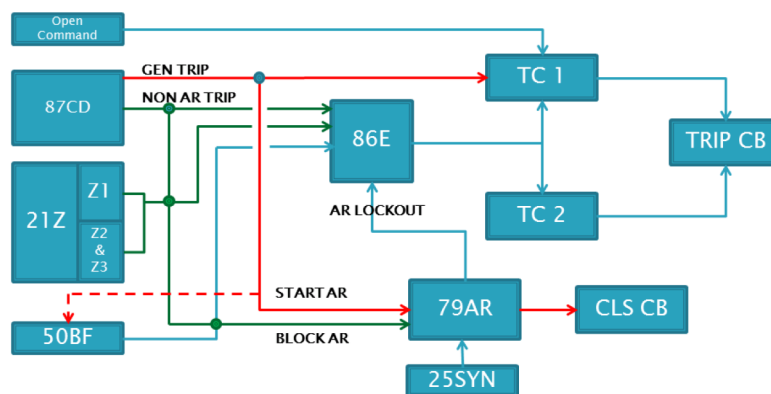 Open
Command
GEN TRIP
TC 1
87CD
NON AR TRIP
86E
TRIP CB
21Z
Z1
Z2
&
Z3
AR LOCKOUT
TC 2
START AR
79AR
CLS CB
50BF
BLOCK AR
25SYN